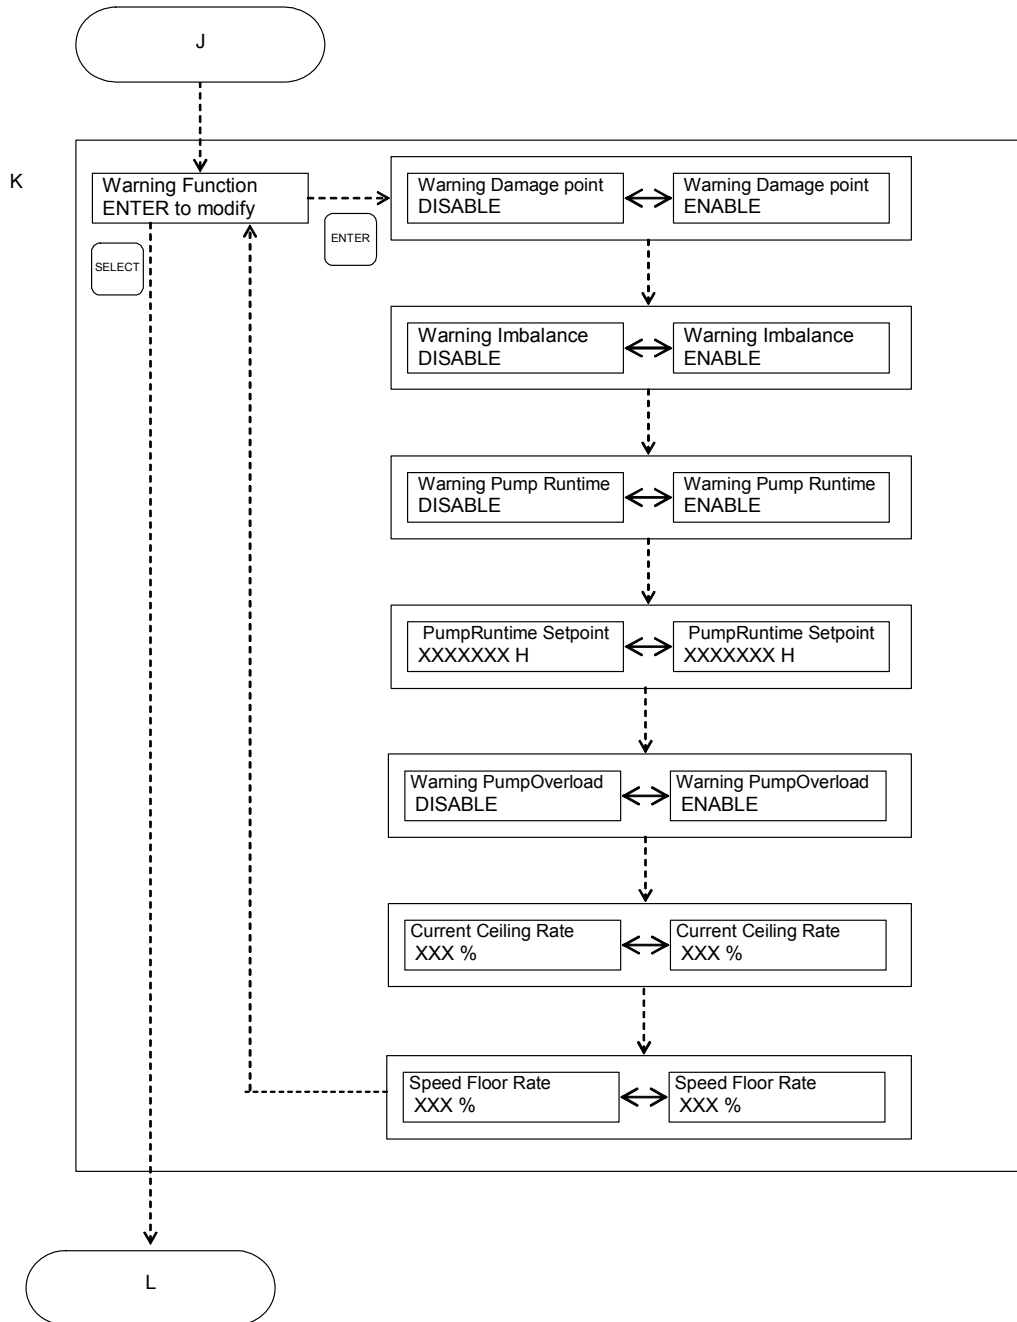 J
K
Warning Function
ENTER to modify
SELECT
ENTER
Warning Damage point
DISABLE
Warning Damage point
ENABLE
Warning Imbalance
DISABLE
Warning Imbalance
ENABLE
Warning Pump Runtime
DISABLE
Warning Pump Runtime
ENABLE
PumpRuntime Setpoint
XXXXXXX H
PumpRuntime Setpoint
XXXXXXX H
Warning PumpOverload
DISABLE
Warning PumpOverload
ENABLE
Current Ceiling Rate
XXX %
Current Ceiling Rate
XXX %
Speed Floor Rate
XXX %
Speed Floor Rate
XXX %
L